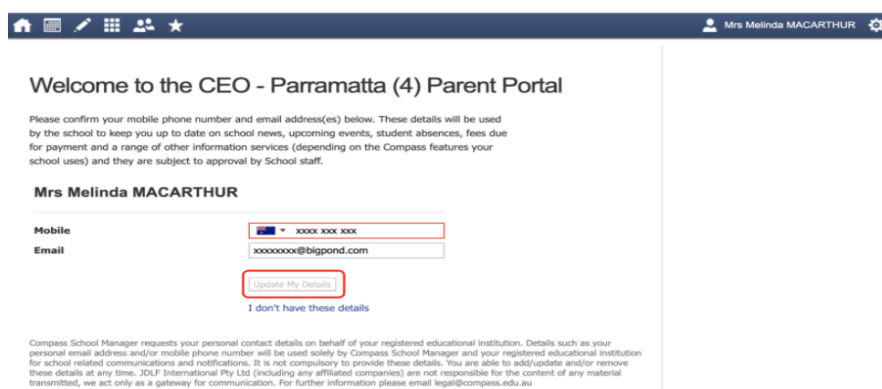 Mrs Melinda MACARTHUR
Welcome to the CEO - Parramatta (4) Parent Portal
Please confirm your mobile phone number and email address(es) below. These details will be used
by the school to keep you up to date on school news, upcoming events, student absences, fees due
for payment and a range of other information services (depending on the Compass features your
school uses) and they are subject to approval by School staff.
Mrs Melinda MACARTHUR
Mobile
xxxx xxx xxx
Email
xxxxxxxx@bigpond.com
Update My Details
I don't have these details
Compass School Manager requests your personal contact details on behalf of your registered educational institution. Details such as your
personal email address and/or mobile phone number will be used solely by Compass School Manager and your registered educational institution
for school related communications and notifications. It is not compulsory to provide these details. You are able to add/update and/or remove
these details at any time. JDLF International Pty Ltd (including any affiliated companies) are not responsible for the content of any material
transmitted, we act only as a gateway for communication. For further information please email legal@compass.edu.au